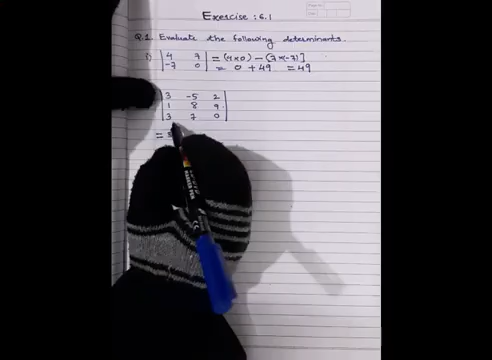 Exercise : 6.1
Q.1. Evaluate the following determinants.
i) | 4 7 | = (4×0) – [7×(-7)]
| -7 0 | = 0 + 49 = 49
| 3 -5 2 |
| 1 8 9 |
| 3 7 0 |
=